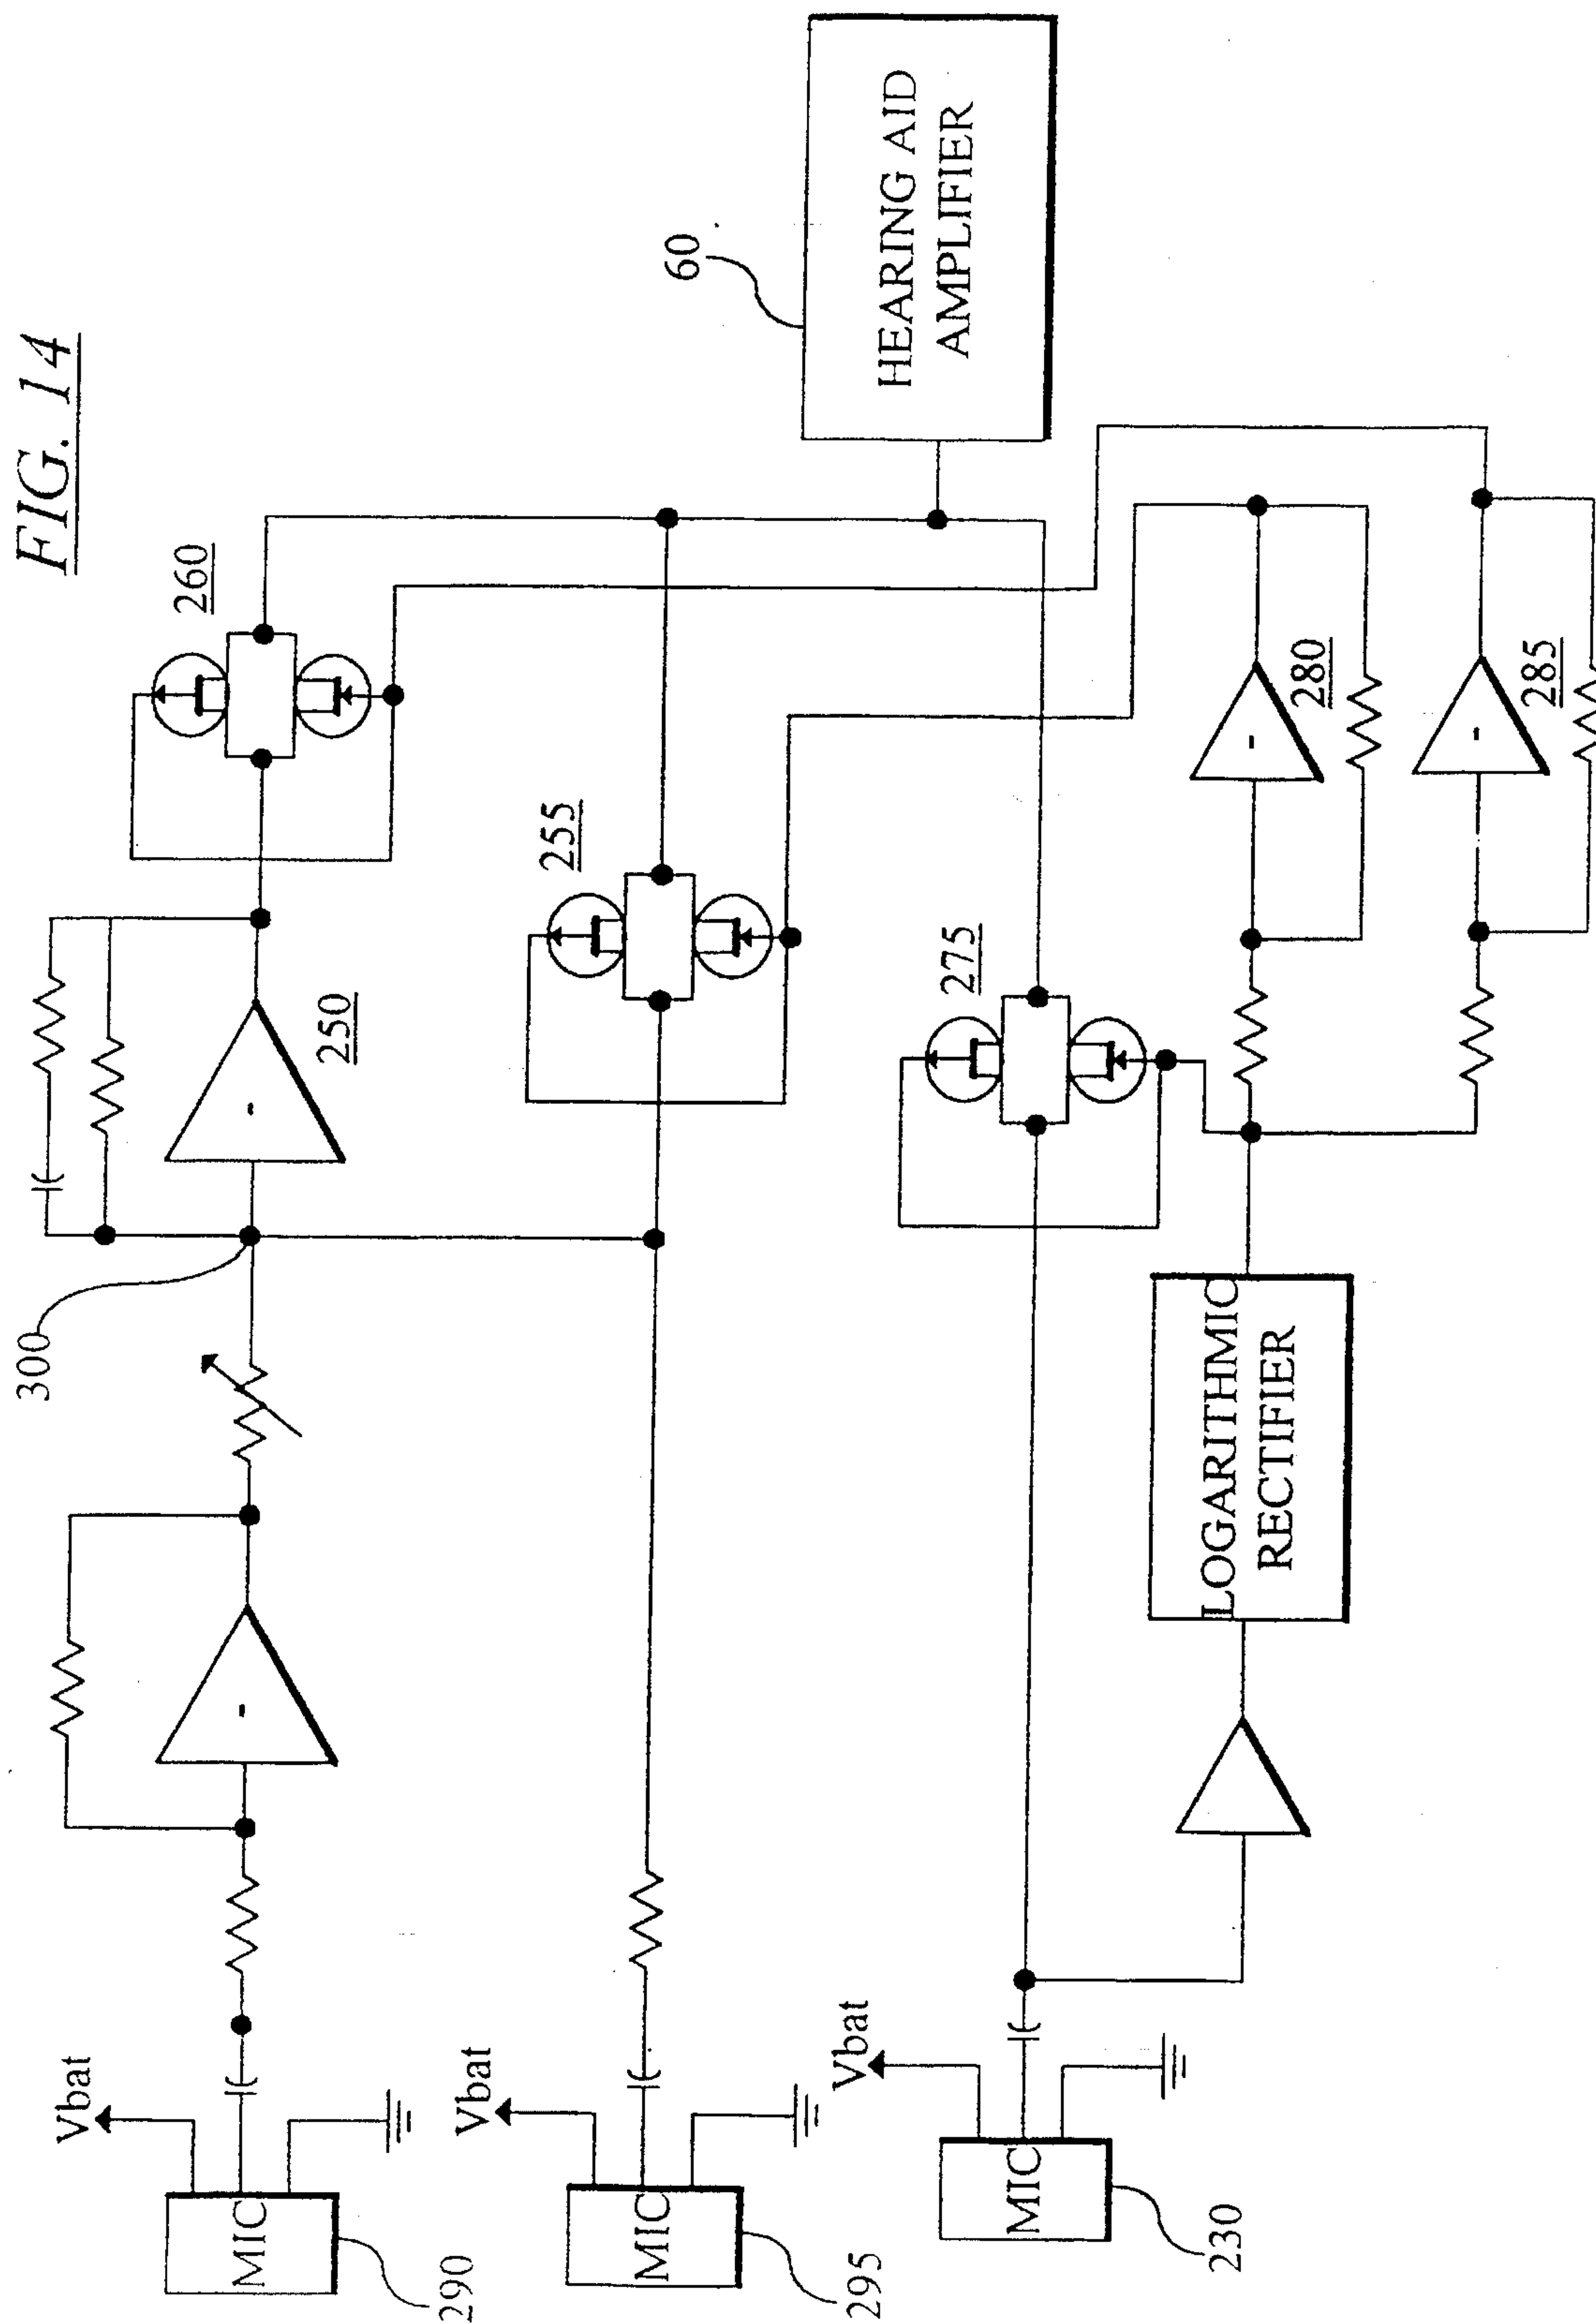 FIG. 14
260
60
HEARING AID
AMPLIFIER
250
255
300
275
280
285
LOGARITHMIC
RECTIFIER
Vbat
MIC
290
Vbat
MIC
295
Vbat
MIC
230
-
-
-
-